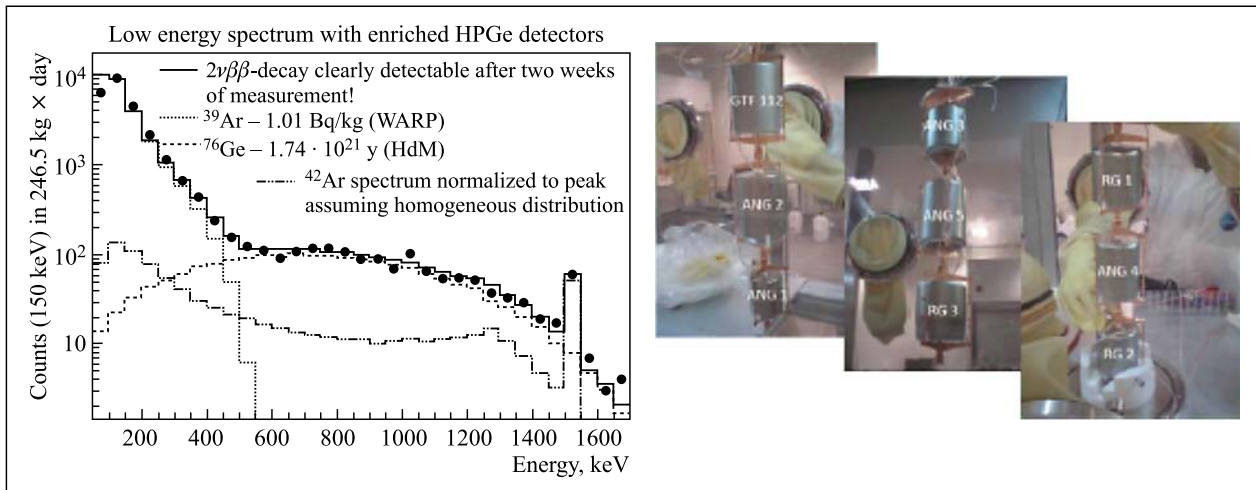 Low energy spectrum with enriched HPGe detectors
2νββ-decay clearly detectable after two weeks
of measurement!
³⁹Ar – 1.01 Bq/kg (WARP)
⁷⁶Ge – 1.74 · 10²¹ y (HdM)
⁴²Ar spectrum normalized to peak
assuming homogeneous distribution
Counts (150 keV) in 246.5 kg × day
10⁴
10³
10²
10
200 400 600 800 1000 1200 1400 1600
Energy, keV
GTF 112
ANG 2
ANG 1
ANG 3
ANG 5
RG 3
RG 1
ANG 4
RG 2